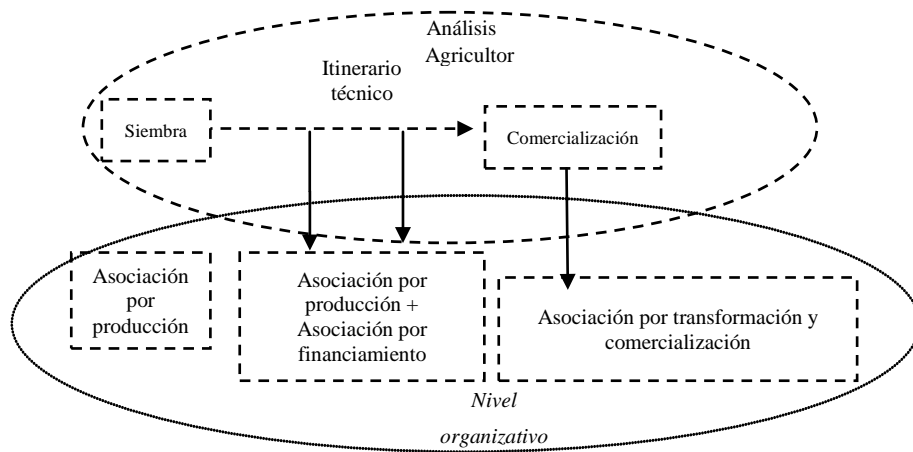 Análisis
Agricultor
Itinerario
técnico
Siembra
Comercialización
Asociación
por
producción
Asociación por
producción +
Asociación por
financiamiento
Asociación por transformación y
comercialización
Nivel
organizativo